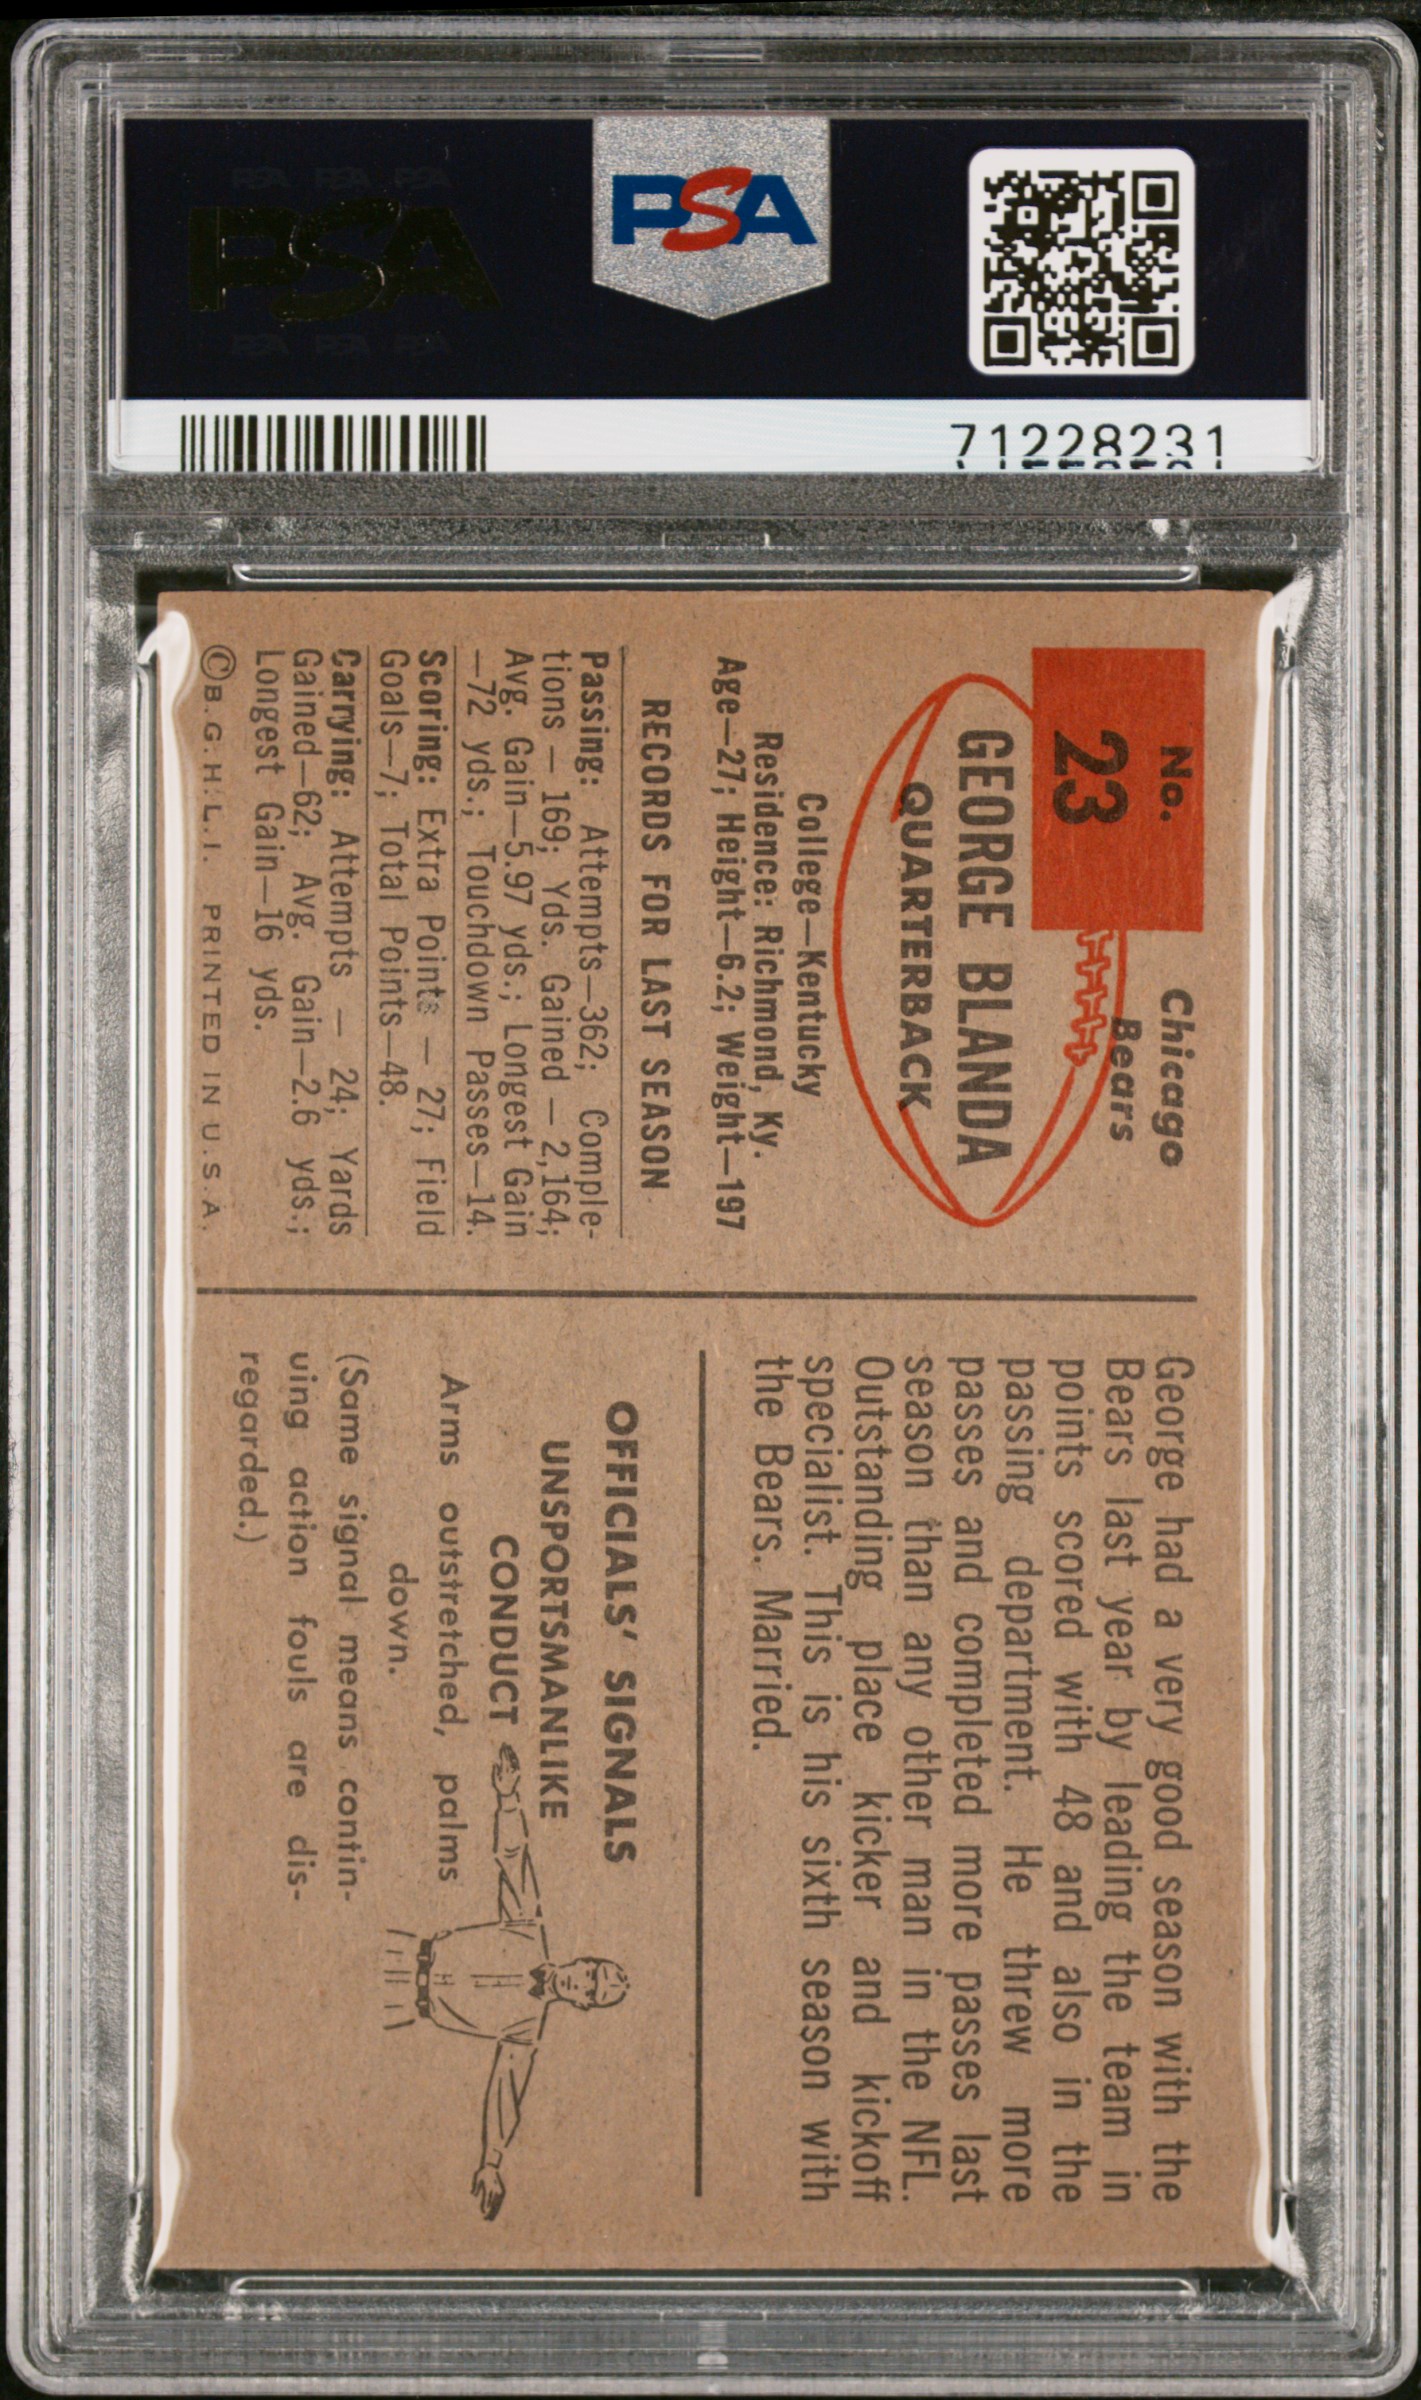 PSA
PSA
71228231
No.
23
Chicago
Bears
GEORGE BLANDA
QUARTERBACK
College—Kentucky
Residence: Richmond, Ky.
Age—27; Height—6.2; Weight—197
RECORDS FOR LAST SEASON
Passing: Attempts—362; Comple-
tions — 169; Yds. Gained — 2,164;
Avg. Gain—5.97 yds.; Longest Gain
—72 yds.; Touchdown Passes—14.
Scoring: Extra Points — 27; Field
Goals—7; Total Points—48.
Carrying: Attempts — 24; Yards
Gained—62; Avg. Gain—2.6 yds.;
Longest Gain—16 yds.
©B.G.H.L.I. PRINTED IN U.S.A.
George had a very good season with the
Bears last year by leading the team in
points scored with 48 and also in the
passing department. He threw more
passes and completed more passes last
season than any other man in the NFL.
Outstanding place kicker and kickoff
specialist. This is his sixth season with
the Bears. Married.
OFFICIALS' SIGNALS
UNSPORTSMANLIKE
CONDUCT
Arms outstretched, palms
down.
(Same signal means contin-
uing action fouls are dis-
regarded.)